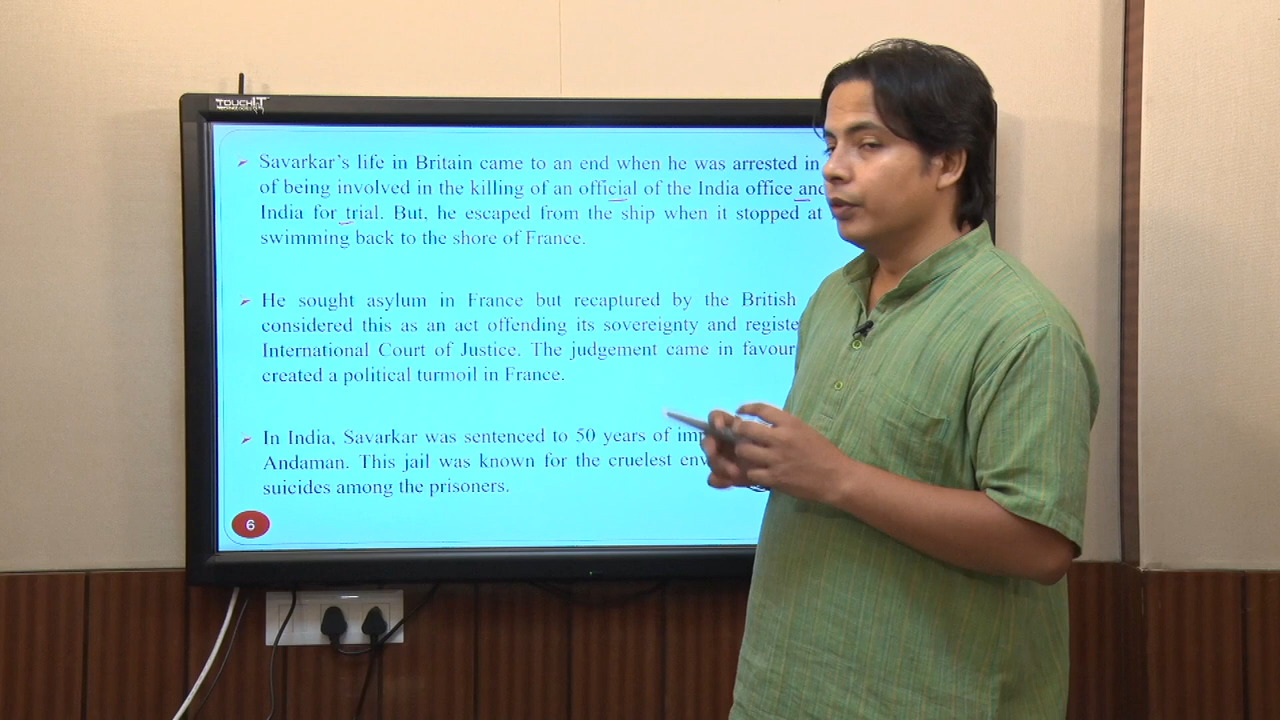 TOUCHIT
TECHNOLOGIES
➢ Savarkar’s life in Britain came to an end when he was arrested in
of being involved in the killing of an official of the India office and
India for trial. But, he escaped from the ship when it stopped at
swimming back to the shore of France.
➢ He sought asylum in France but recaptured by the British
considered this as an act offending its sovereignty and
International Court of Justice. The judgement came in favour
created a political turmoil in France.
➢ In India, Savarkar was sentenced to 50 years of
Andaman. This jail was known for the cruelest
suicides among the prisoners.
6